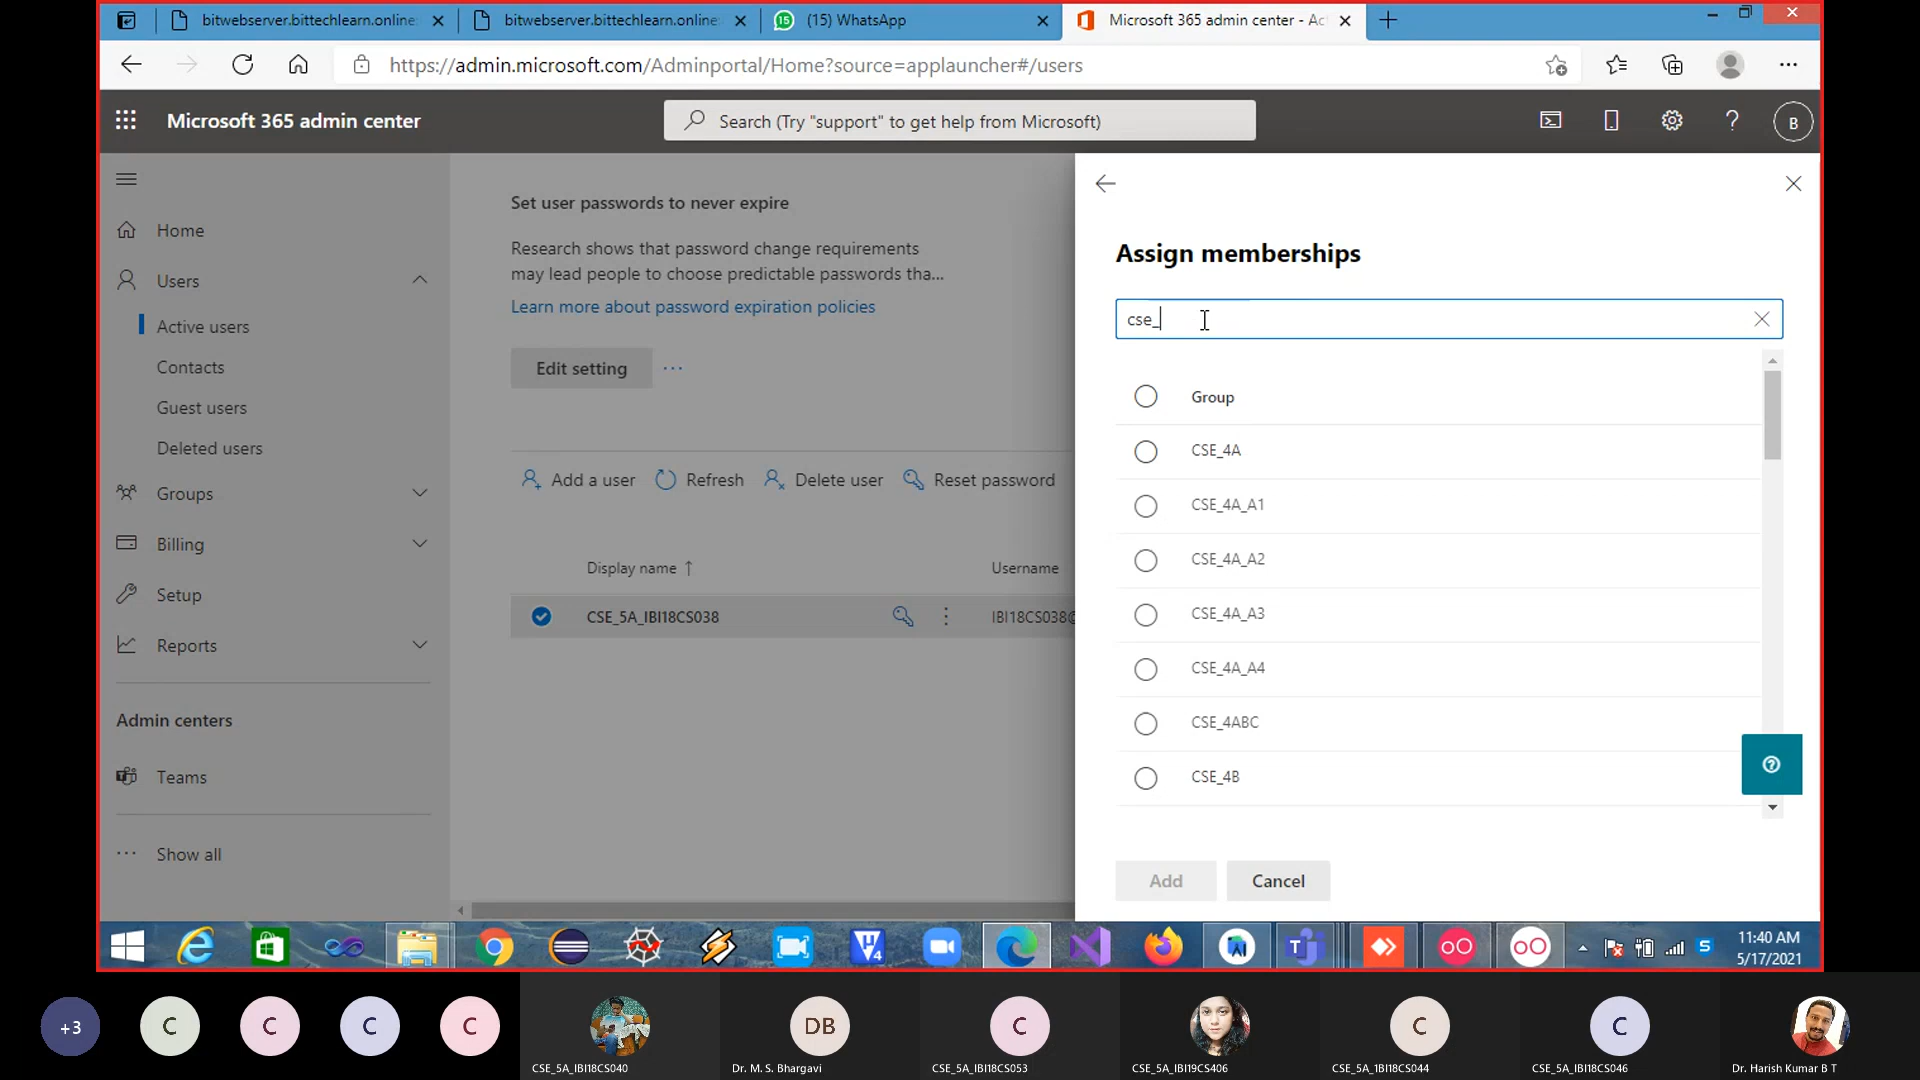 bitwebserver.bittechlearn.online:
bitwebserver.bittechlearn.online:
(15) WhatsApp
15
Microsoft 365 admin center - Ac
https://admin.microsoft.com/Adminportal/Home?source=applauncher#/users
Microsoft 365 admin center
Search (Try "support" to get help from Microsoft)
B
Home
Users
Active users
Contacts
Guest users
Deleted users
Groups
Billing
Setup
Reports
Admin centers
Teams
Show all
Set user passwords to never expire
Research shows that password change requirements
may lead people to choose predictable passwords tha...
Learn more about password expiration policies
Edit setting
Add a user
Refresh
Delete user
Reset password
Display name ↑
Username
CSE_5A_IBI18CS038
IBI18CS038@
Assign memberships
cse_
Group
CSE_4A
CSE_4A_A1
CSE_4A_A2
CSE_4A_A3
CSE_4A_A4
CSE_4ABC
CSE_4B
Add
Cancel
11:40 AM
5/17/2021
+3
C
C
C
C
DB
C
C
C
CSE_5A_IBI18CS040
Dr. M. S. Bhargavi
CSE_5A_IBI18CS053
CSE_5A_IBI19CS406
CSE_5A_1BI18CS044
CSE_5A_IBI18CS046
Dr. Harish Kumar B T